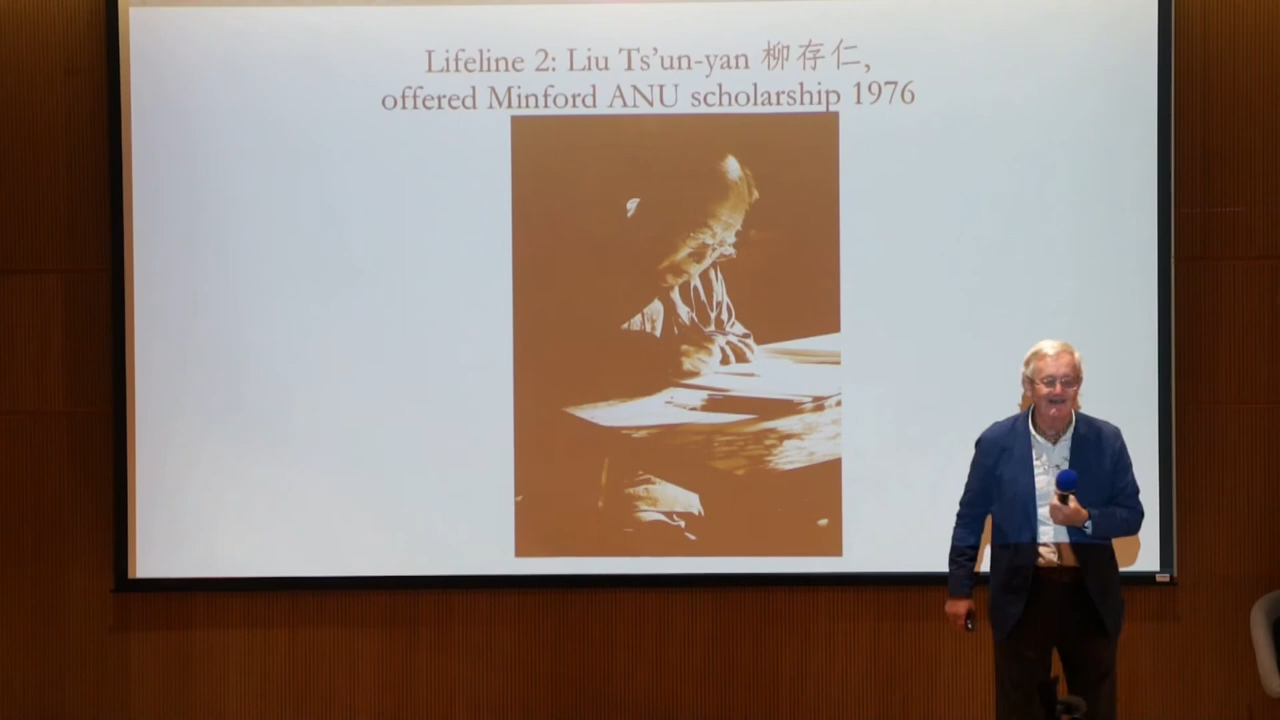 Lifeline 2: Liu Ts’un-yan 柳存仁,
offered Minford ANU scholarship 1976